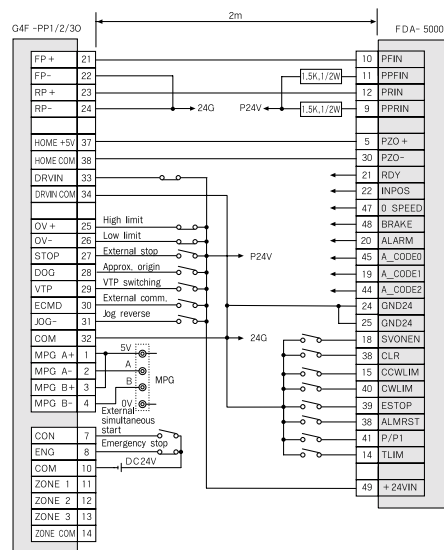 2m
G4F -PP1/2/3O
FDA- 5000
FP + 21
FP- 22
RP + 23
RP- 24
HOME +5V 37
HOME COM 38
DRVIN 33
DRVIN COM 34
OV + 25 High limit
OV- 26 Low limit
STOP 27 External stop
DOG 28 Approx. origin
VTP 29 VTP switching
ECMD 30 External comm.
JOG- 31 Jog reverse
COM 32
MPG A+ 1 5V
MPG A- 2 A
MPG B+ 3 B
MPG B- 4 0V
MPG
External
simultaneous
start
CON 7
ENG 8 Emergency stop
COM 10 DC24V
ZONE 1 11
ZONE 2 12
ZONE 3 13
ZONE COM 14
24G
P24V
1.5K,1/2W
1.5K,1/2W
P24V
24G
10 PFIN
11 PPFIN
12 PRIN
9 PPRIN
5 PZO +
30 PZO-
21 RDY
22 INPOS
47 0 SPEED
48 BRAKE
20 ALARM
45 A_CODE0
19 A_CODE1
44 A_CODE2
24 GND24
25 GND24
18 SVONEN
38 CLR
15 CCWLIM
40 CWLIM
39 ESTOP
38 ALMRST
41 P/P1
14 TLIM
49 +24VIN